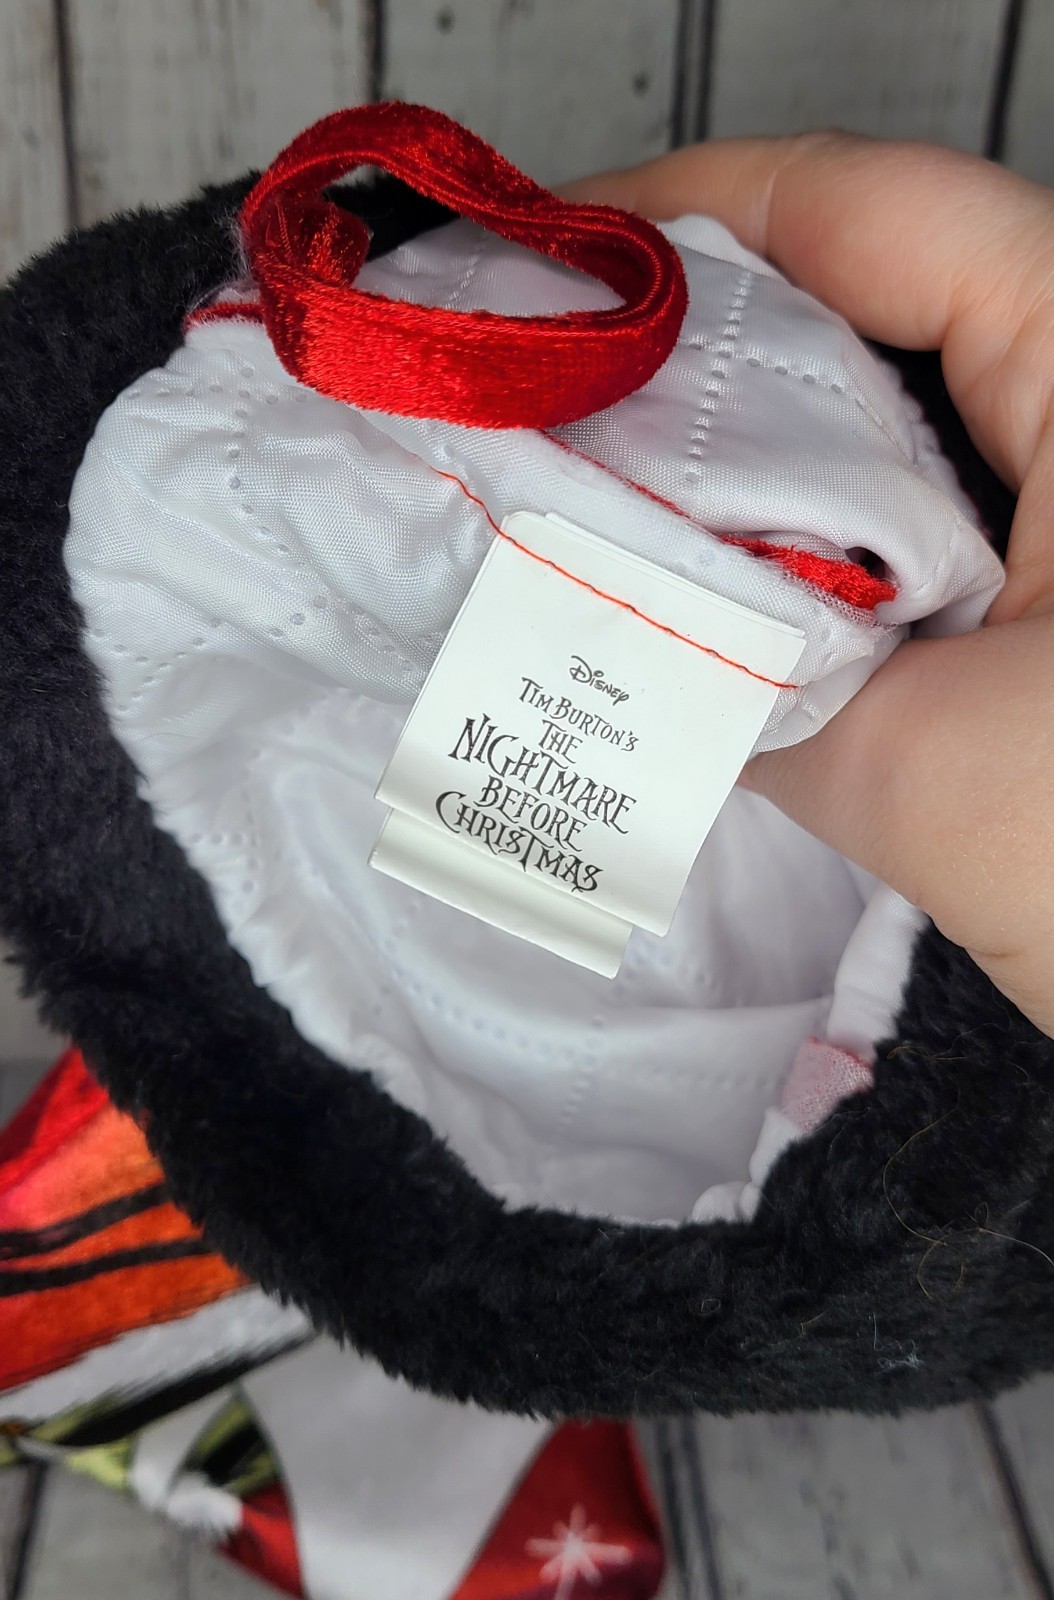 Disney
TIM BURTON'S
THE
NIGHTMARE
BEFORE
CHRISTMAS